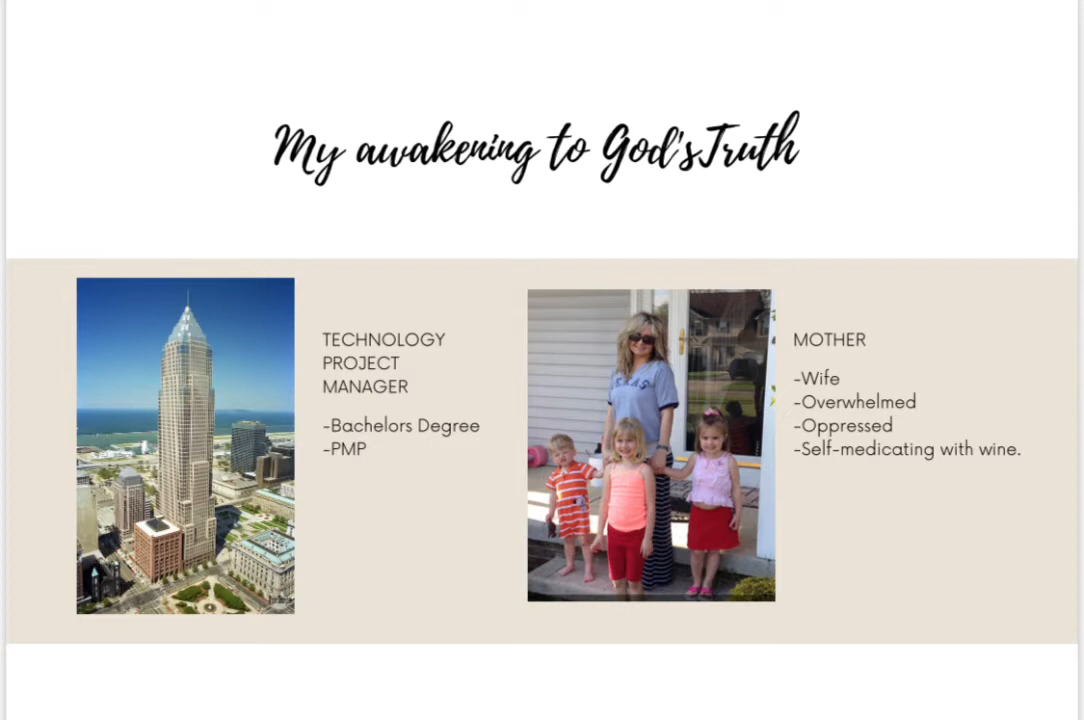 My awakening to God'sTruth
TECHNOLOGY
PROJECT
MANAGER
-Bachelors Degree
-PMP
MOTHER
-Wife
-Overwhelmed
-Oppressed
-Self-medicating with wine.